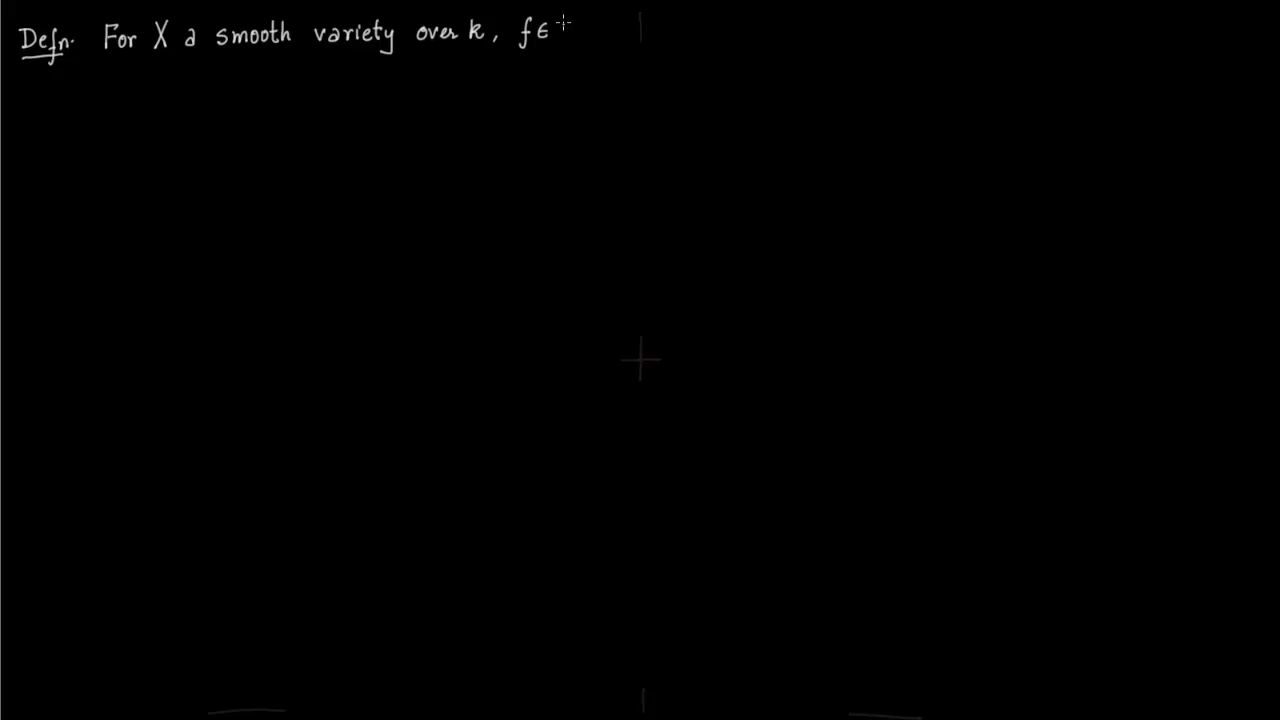 Defn. For X a smooth variety over k, f ∈